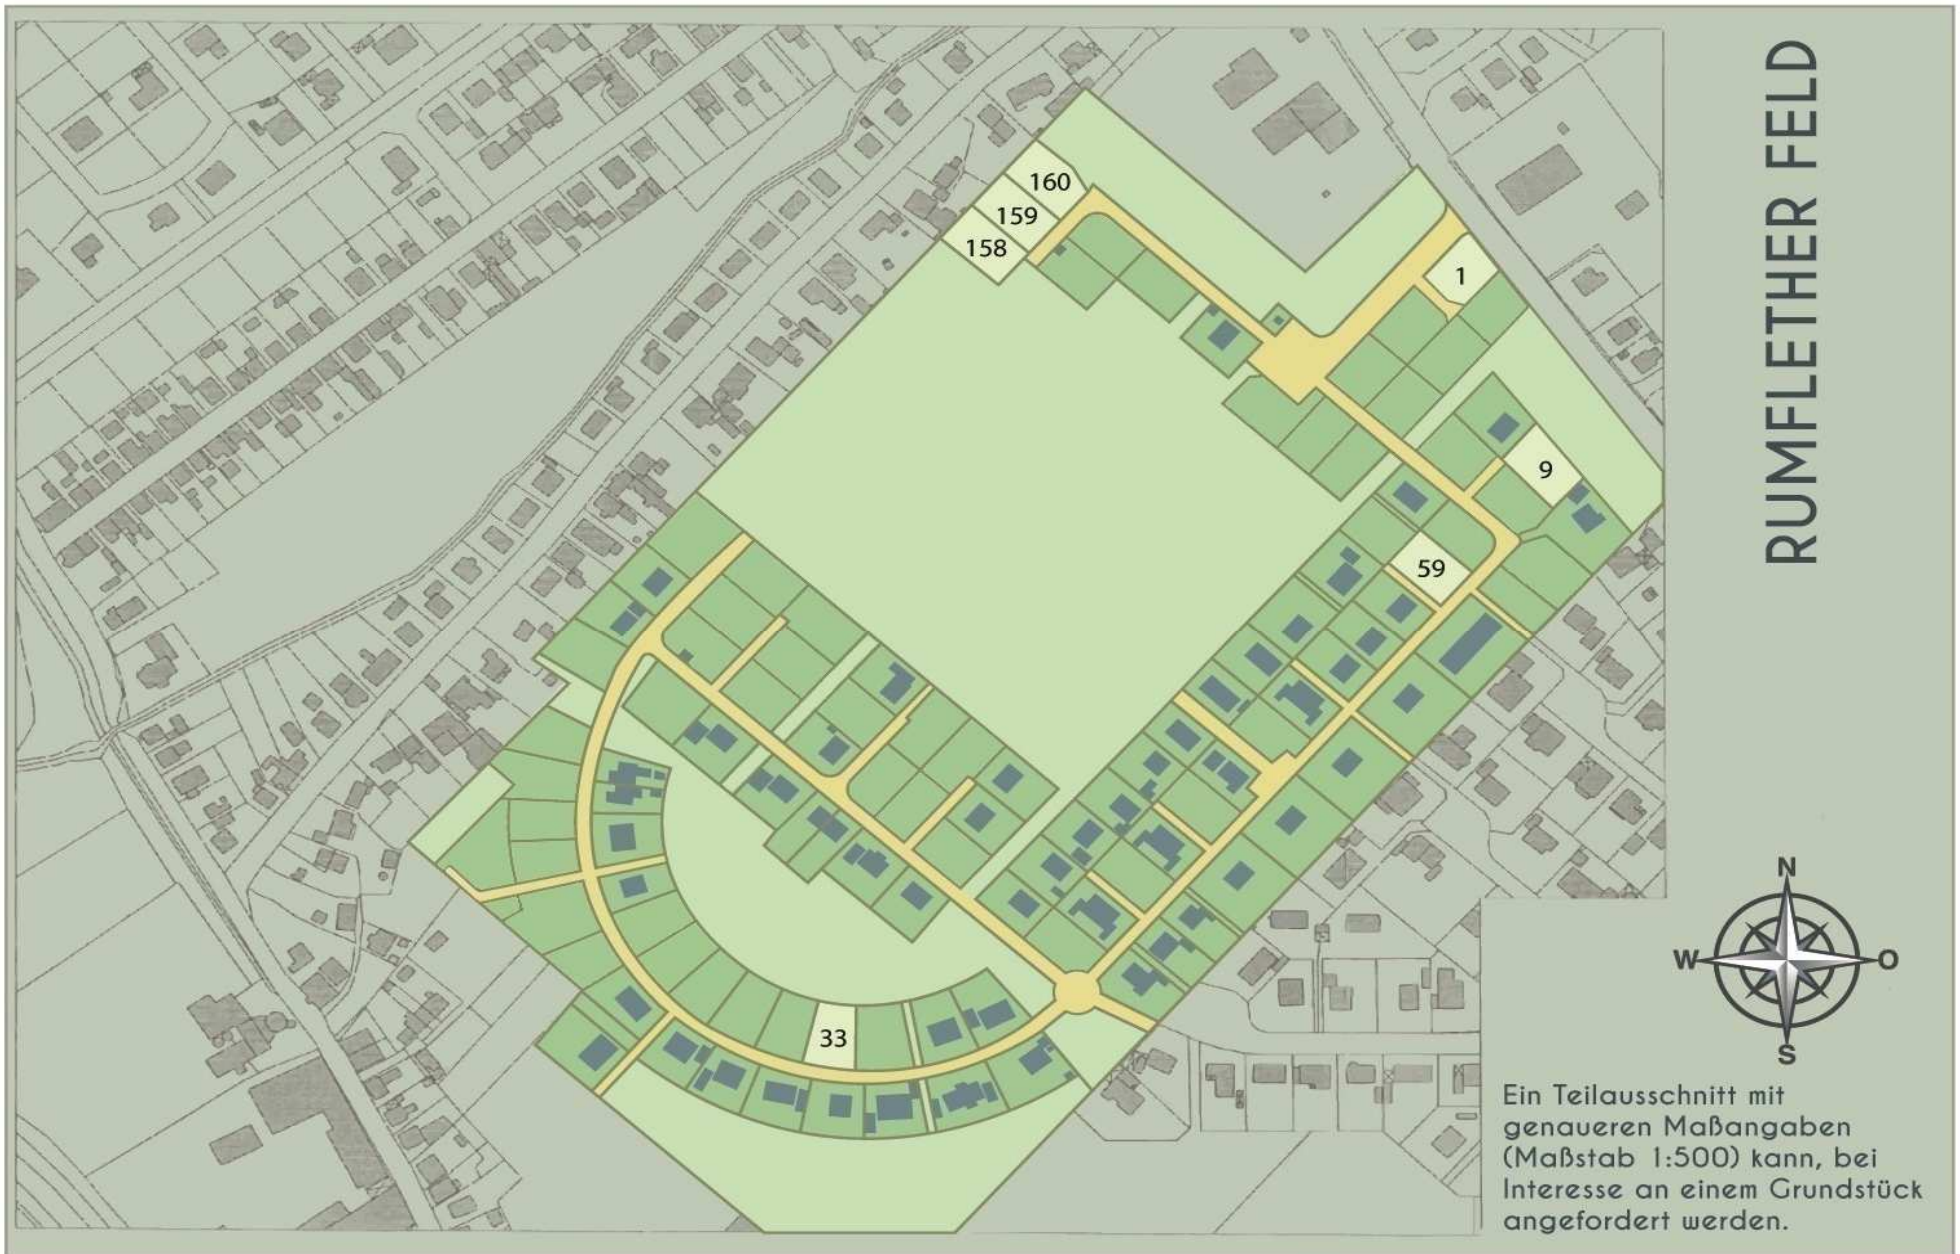 RUMFLETHER FELD
160
159
158
1
9
59
33
N
W
O
S
Ein Teilausschnitt mit
genaueren Maßangaben
(Maßstab 1:500) kann, bei
Interesse an einem Grundstück
angefordert werden.